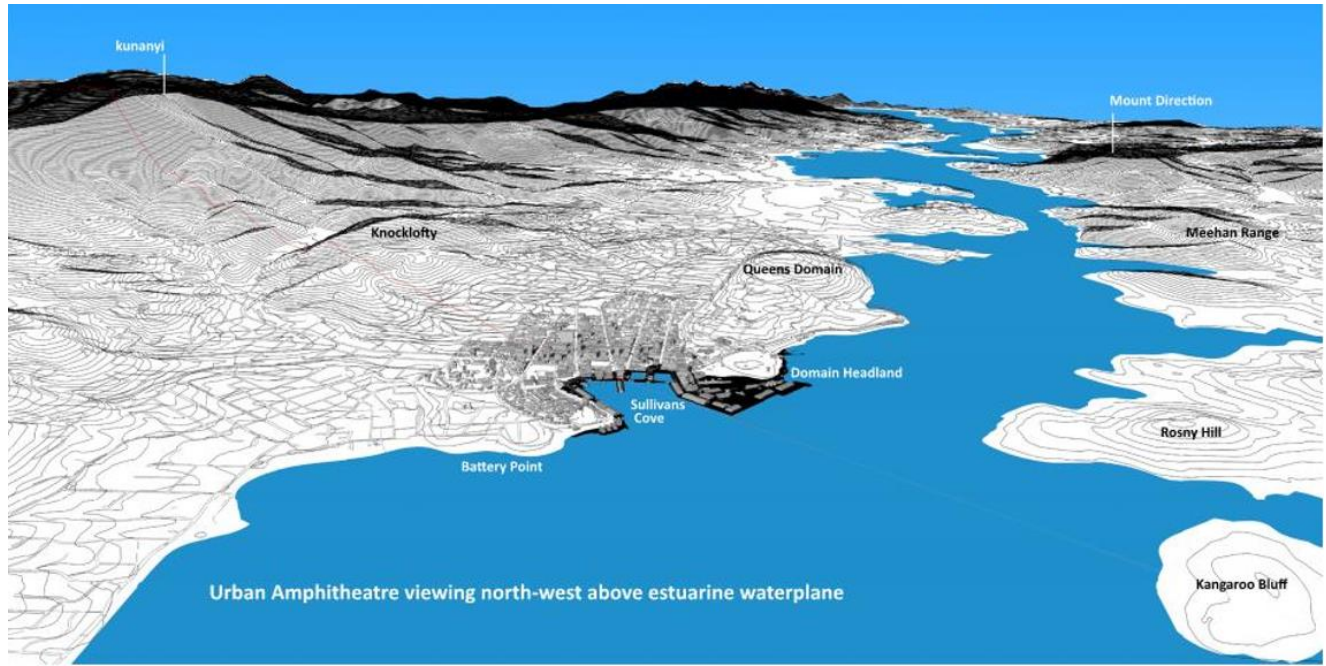 kunanyi
Mount Direction
Knocklofty
Meehan Range
Queens Domain
Domain Headland
Sullivans
Cove
Rosny Hill
Battery Point
Kangaroo Bluff
Urban Amphitheatre viewing north-west above estuarine waterplane